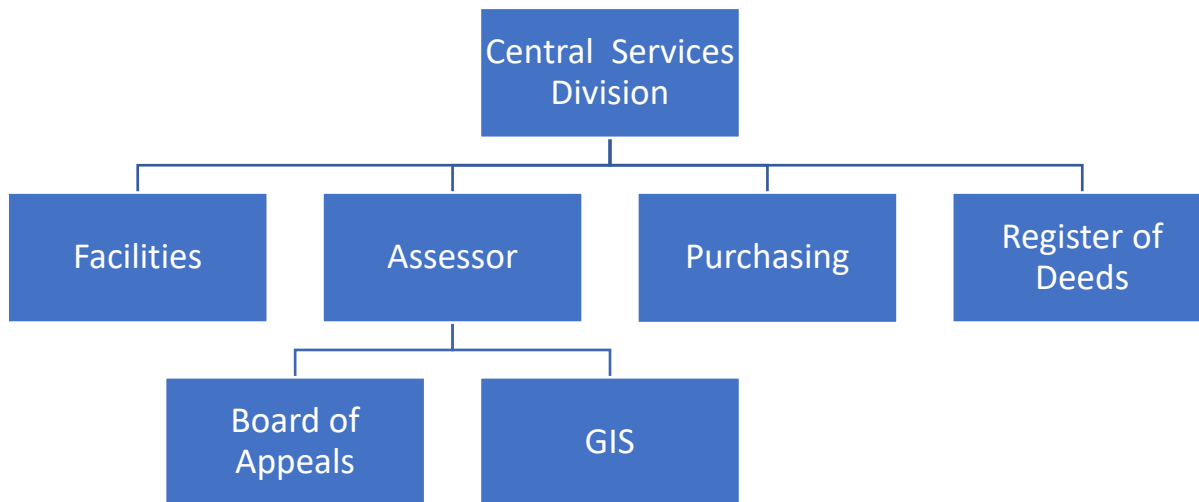 Central  Services
Division
Facilities
Assessor
Purchasing
Register of
Deeds
Board of
Appeals
GIS